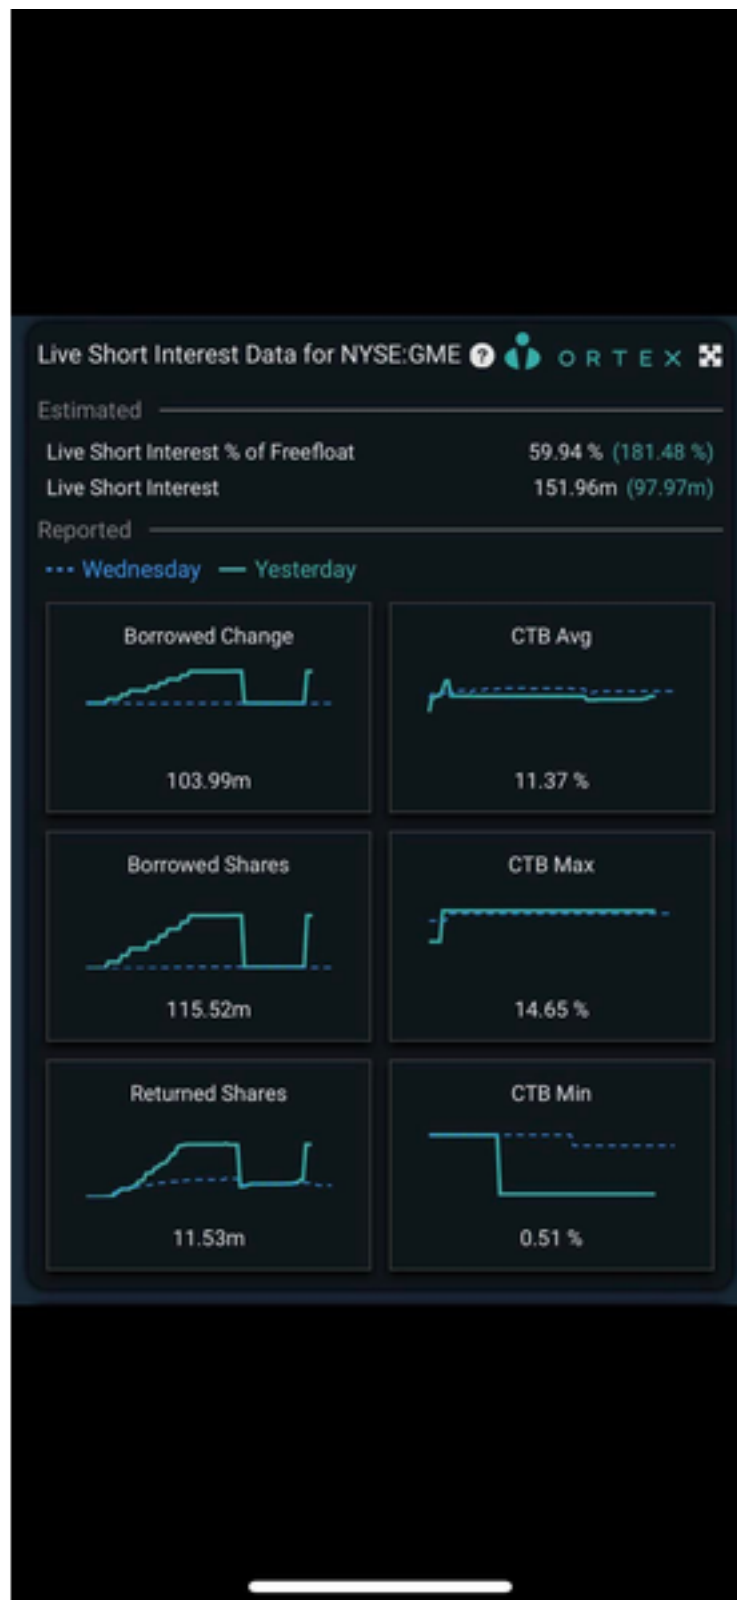 Live Short Interest Data for NYSE:GME ? ORTEX
Estimated
Live Short Interest % of Freefloat 59.94 % (181.48 %)
Live Short Interest 151.96m (97.97m)
Reported
Wednesday Yesterday
Borrowed Change CTB Avg
103.99m 11.37 %
Borrowed Shares CTB Max
115.52m 14.65 %
Returned Shares CTB Min
11.53m 0.51 %